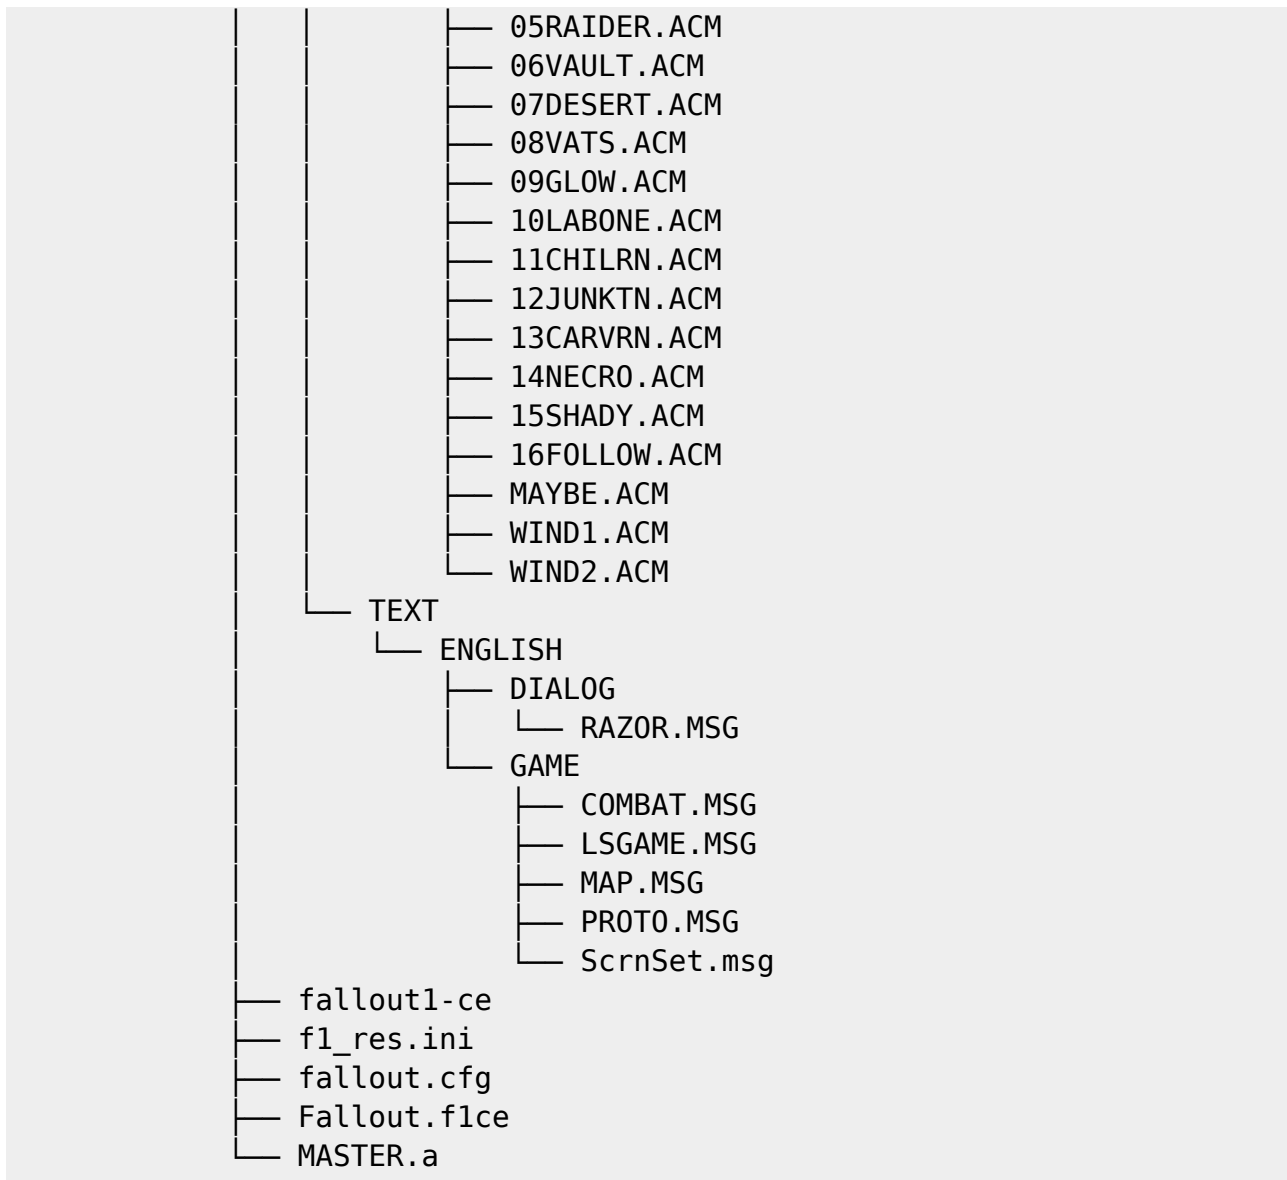 │   │       ├── 05RAIDER.ACM
│   │       ├── 06VAULT.ACM
│   │       ├── 07DESERT.ACM
│   │       ├── 08VATS.ACM
│   │       ├── 09GLOW.ACM
│   │       ├── 10LABONE.ACM
│   │       ├── 11CHILRN.ACM
│   │       ├── 12JUNKTN.ACM
│   │       ├── 13CARVRN.ACM
│   │       ├── 14NECRO.ACM
│   │       ├── 15SHADY.ACM
│   │       ├── 16FOLLOW.ACM
│   │       ├── MAYBE.ACM
│   │       ├── WIND1.ACM
│   │       └── WIND2.ACM
│   └── TEXT
│       └── ENGLISH
│           ├── DIALOG
│           │   └── RAZOR.MSG
│           └── GAME
│               ├── COMBAT.MSG
│               ├── LSGAME.MSG
│               ├── MAP.MSG
│               ├── PROTO.MSG
│               └── ScrnSet.msg
├── fallout1-ce
├── f1_res.ini
├── fallout.cfg
├── Fallout.f1ce
└── MASTER.a